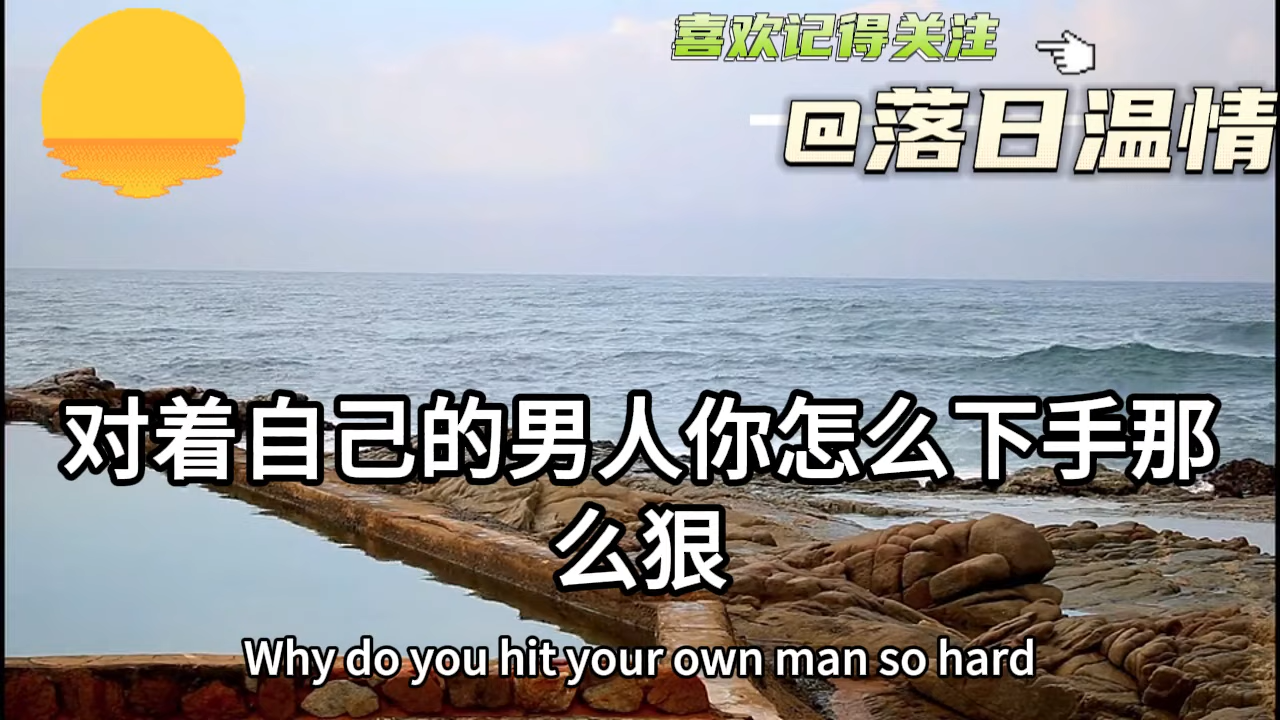 喜欢记得关注
@落日温情
对着自己的男人你怎么下手那
么狠
Why do you hit your own man so hard